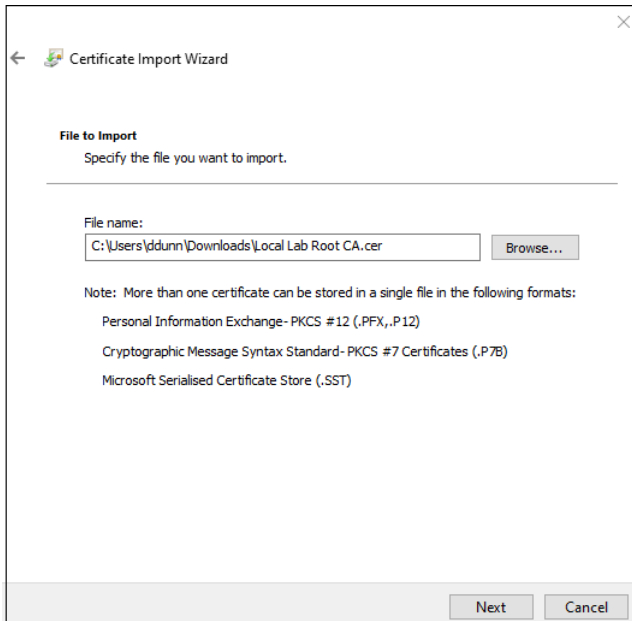 Certificate Import Wizard
File to Import
Specify the file you want to import.
File name:
C:\Users\ddunn\Downloads\Local Lab Root CA.cer
Browse...
Note: More than one certificate can be stored in a single file in the following formats:
Personal Information Exchange- PKCS #12 (.PFX,.P12)
Cryptographic Message Syntax Standard- PKCS #7 Certificates (.P7B)
Microsoft Serialised Certificate Store (.SST)
Next
Cancel